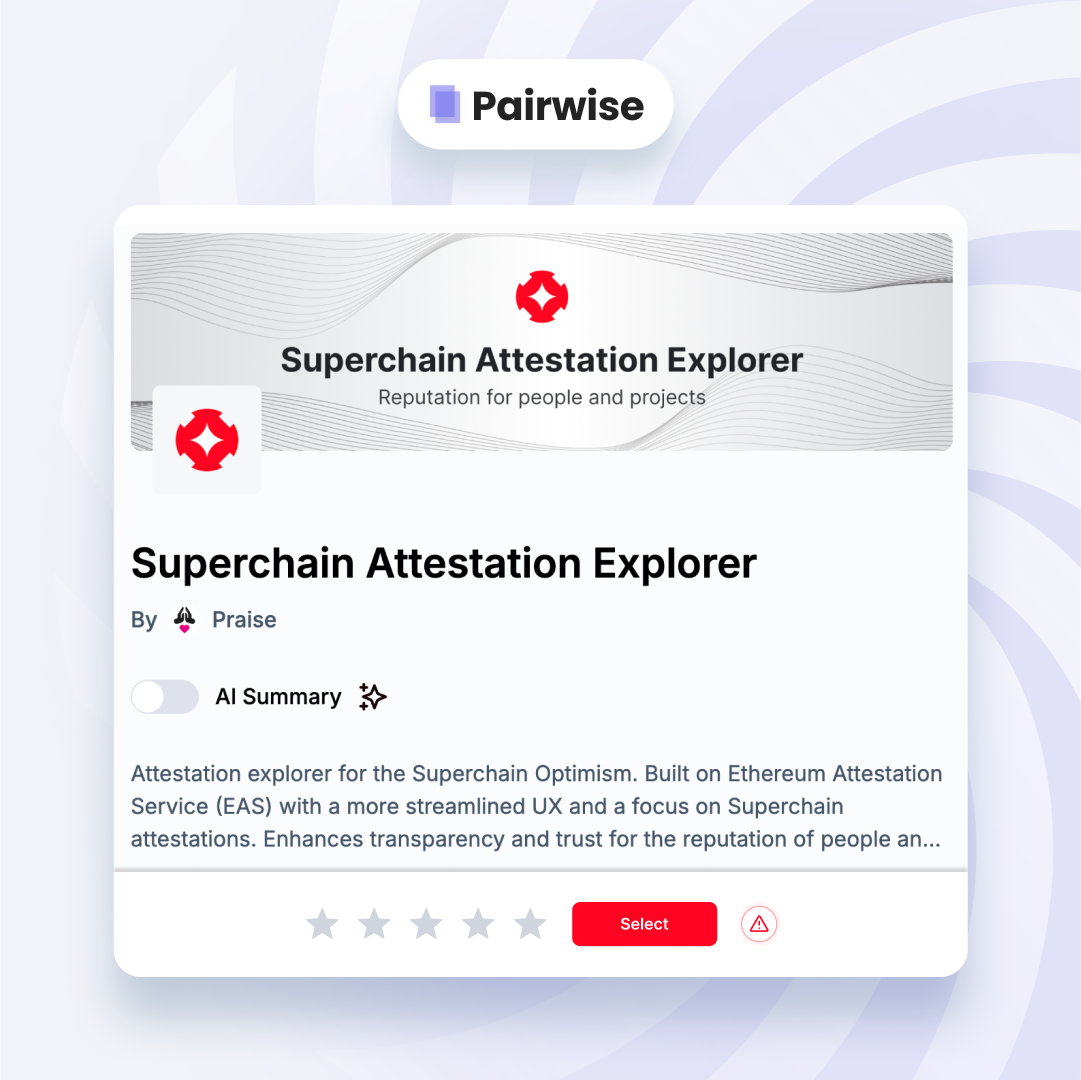 Pairwise
Superchain Attestation Explorer
Reputation for people and projects
Superchain Attestation Explorer
By Praise
AI Summary
Attestation explorer for the Superchain Optimism. Built on Ethereum Attestation
Service (EAS) with a more streamlined UX and a focus on Superchain
attestations. Enhances transparency and trust for the reputation of people an...
Select